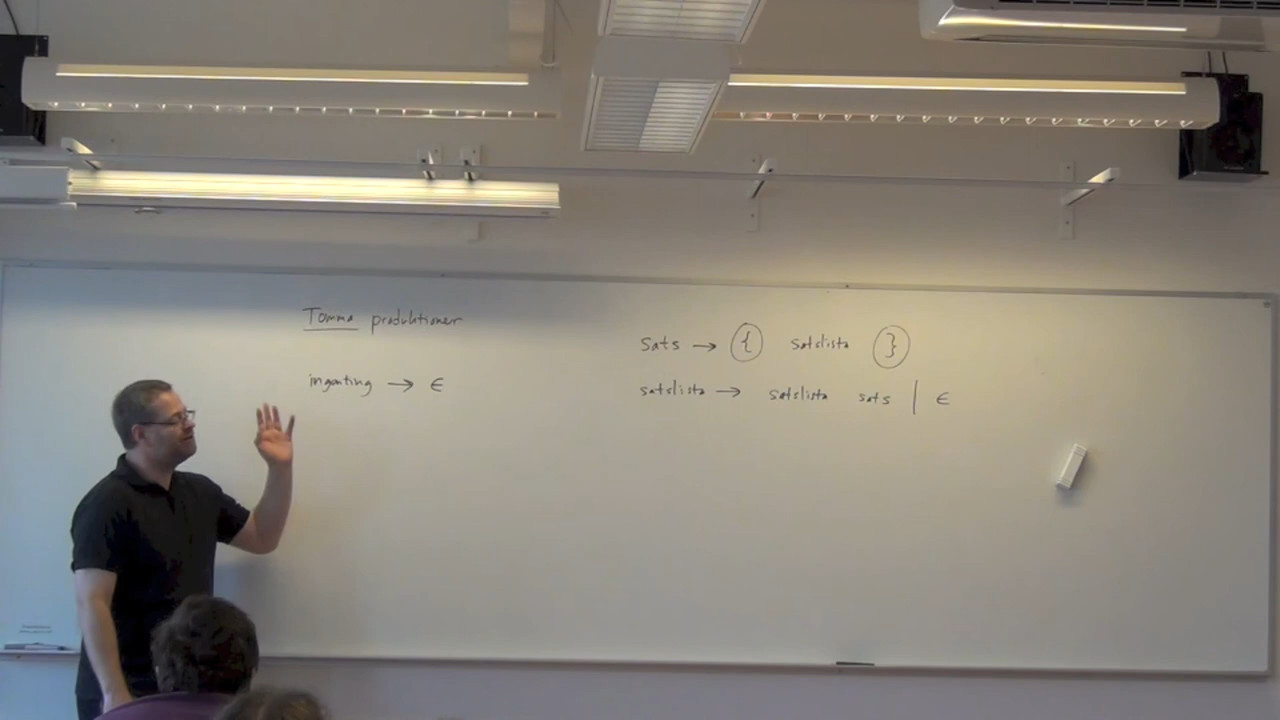 Tomma produktioner
ingenting → ϵ
Sats → { satslista }
satslista → satslista sats | ϵ